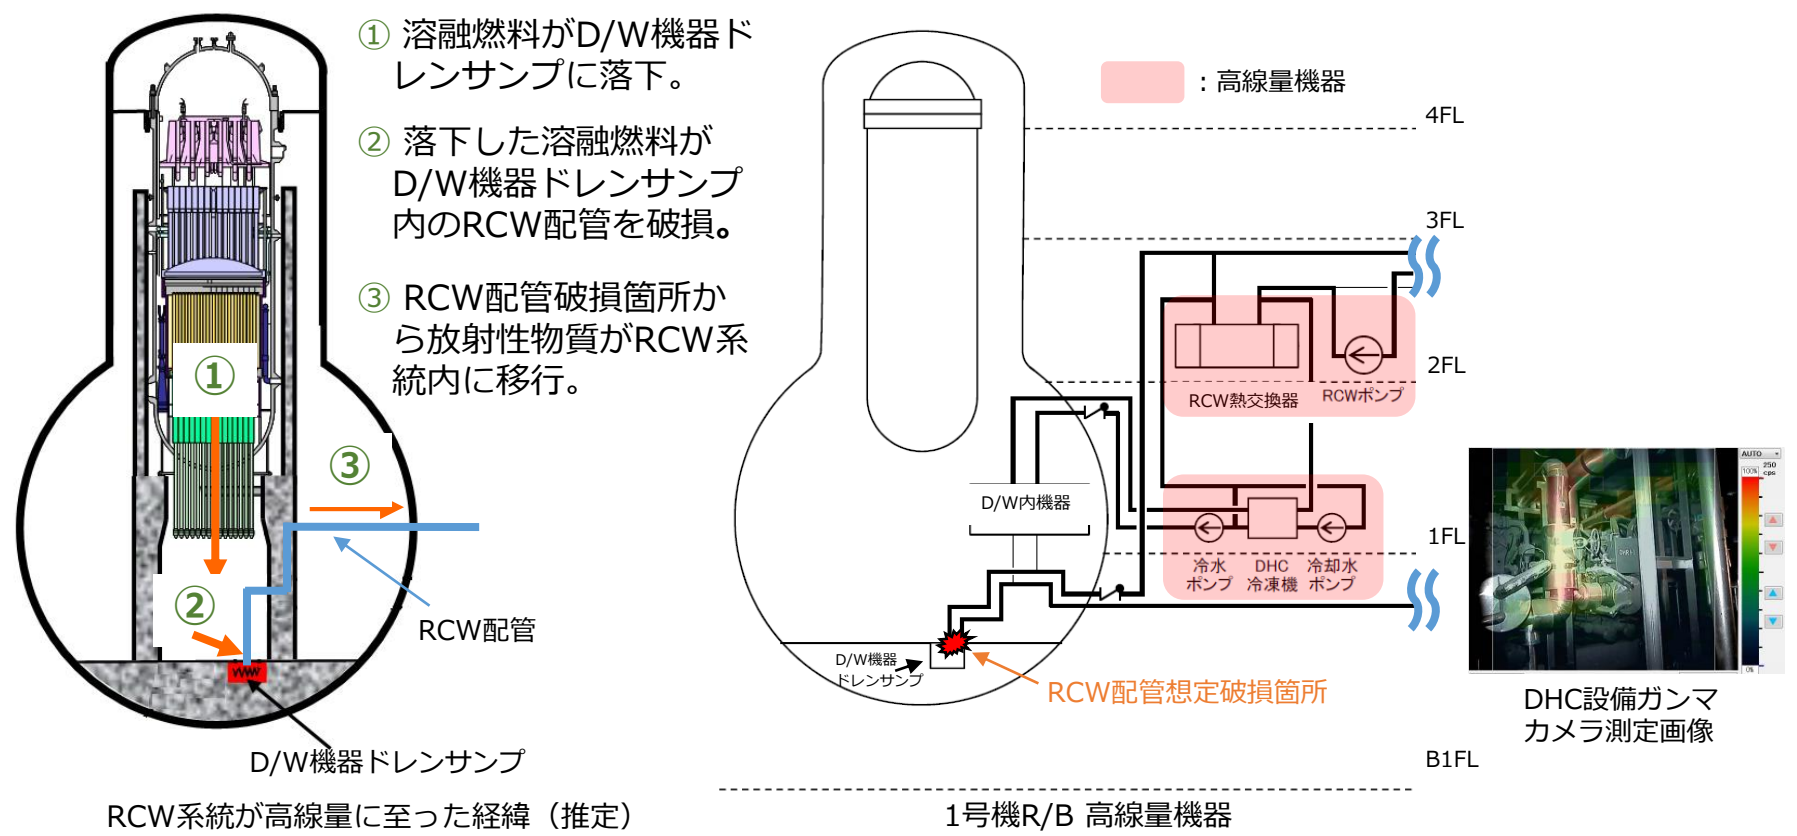 ① 溶融燃料がD/W機器ド
レンサンプに落下。
② 落下した溶融燃料が
D/W機器ドレンサンプ
内のRCW配管を破損。
③ RCW配管破損箇所か
ら放射性物質がRCW系
統内に移行。
①
②
③
RCW配管
D/W機器ドレンサンプ
RCW系統が高線量に至った経緯（推定）
：高線量機器
4FL
3FL
2FL
1FL
B1FL
RCW熱交換器
RCWポンプ
D/W内機器
冷水
ポンプ
DHC
冷凍機
冷却水
ポンプ
D/W機器
ドレンサンプ
RCW配管想定破損箇所
1号機R/B 高線量機器
AUTO
100%
250
cps
0%
DHC設備ガンマ
カメラ測定画像